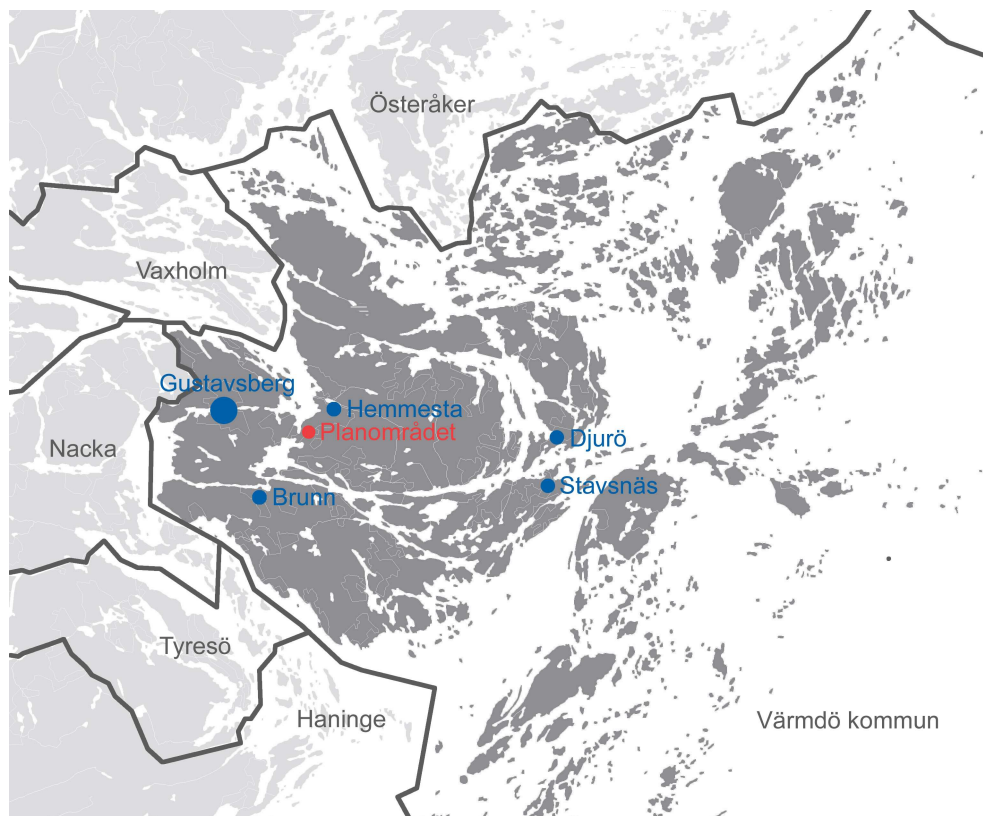 Österåker
Vaxholm
Gustavsberg
Hemmesta
Planområdet
Nacka
Djurö
Stavsnäs
Brunn
Tyresö
Haninge
Värmdö kommun